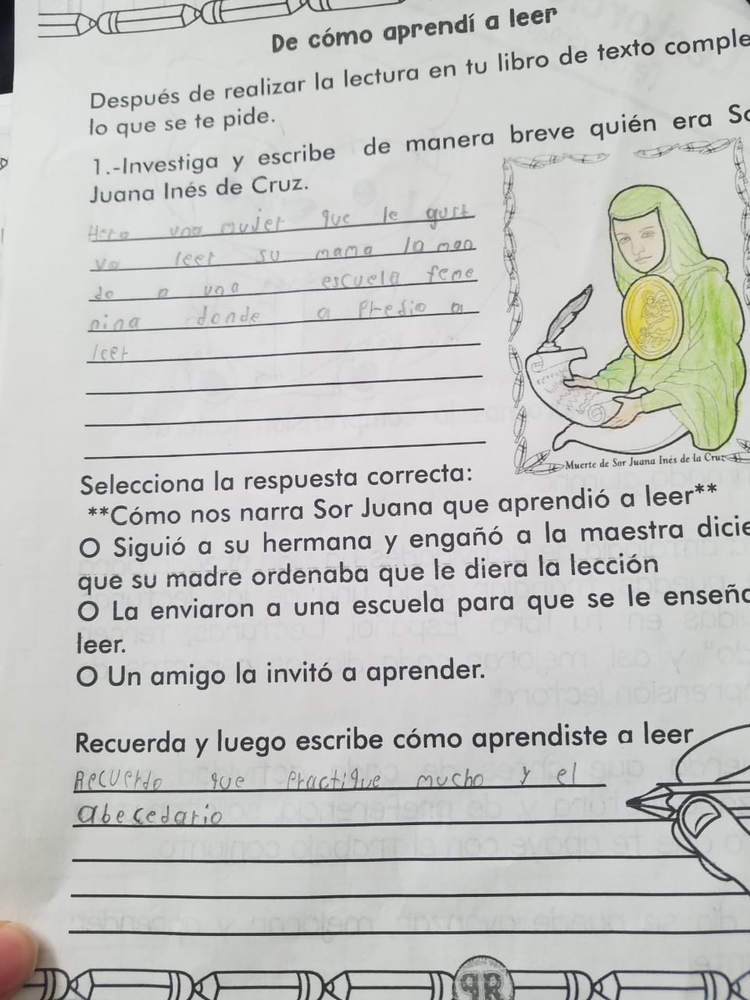 De cómo aprendí a leer
Después de realizar la lectura en tu libro de texto comple
lo que se te pide.
1.-Investiga y escribe de manera breve quién era So
Juana Inés de Cruz.
Hera una mujer que le gust
va leer su mama la man
do a una escuela feme
nina donde a predio a
leer
Muerte de Sor Juana Inés de la Cruz
Selecciona la respuesta correcta:
**Cómo nos narra Sor Juana que aprendió a leer**
O Siguió a su hermana y engañó a la maestra dicie
que su madre ordenaba que le diera la lección
O La enviaron a una escuela para que se le enseña
leer.
O Un amigo la invitó a aprender.
Recuerda y luego escribe cómo aprendiste a leer
Recuerdo que practique mucho y el
abecedario
PR